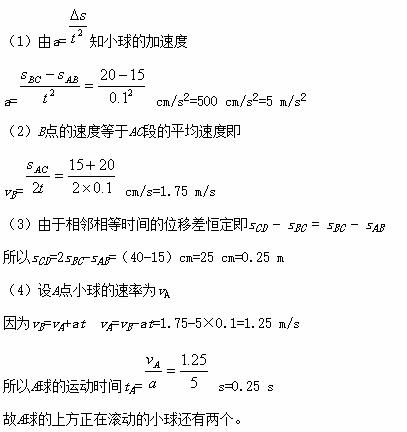 （1）由a=Δs/t²知小球的加速度
a=(s_BC－s_AB)/t²=(20－15)/0.1² cm/s²=500 cm/s²=5 m/s²
（2）B点的速度等于AC段的平均速度即
v_B=s_AC/2t=(15+20)/(2×0.1) cm/s=1.75 m/s
（3）由于相邻相等时间的位移差恒定即s_CD－s_BC=s_BC－s_AB
所以s_CD=2s_BC-s_AB=（40-15）cm=25 cm=0.25 m
（4）设A点小球的速率为v_A
因为v_B=v_A+at v_A=v_B-at=1.75-5×0.1=1.25 m/s
所以A球的运动时间t_A=v_A/a=1.25/5 s=0.25 s
故A球的上方正在滚动的小球还有两个。